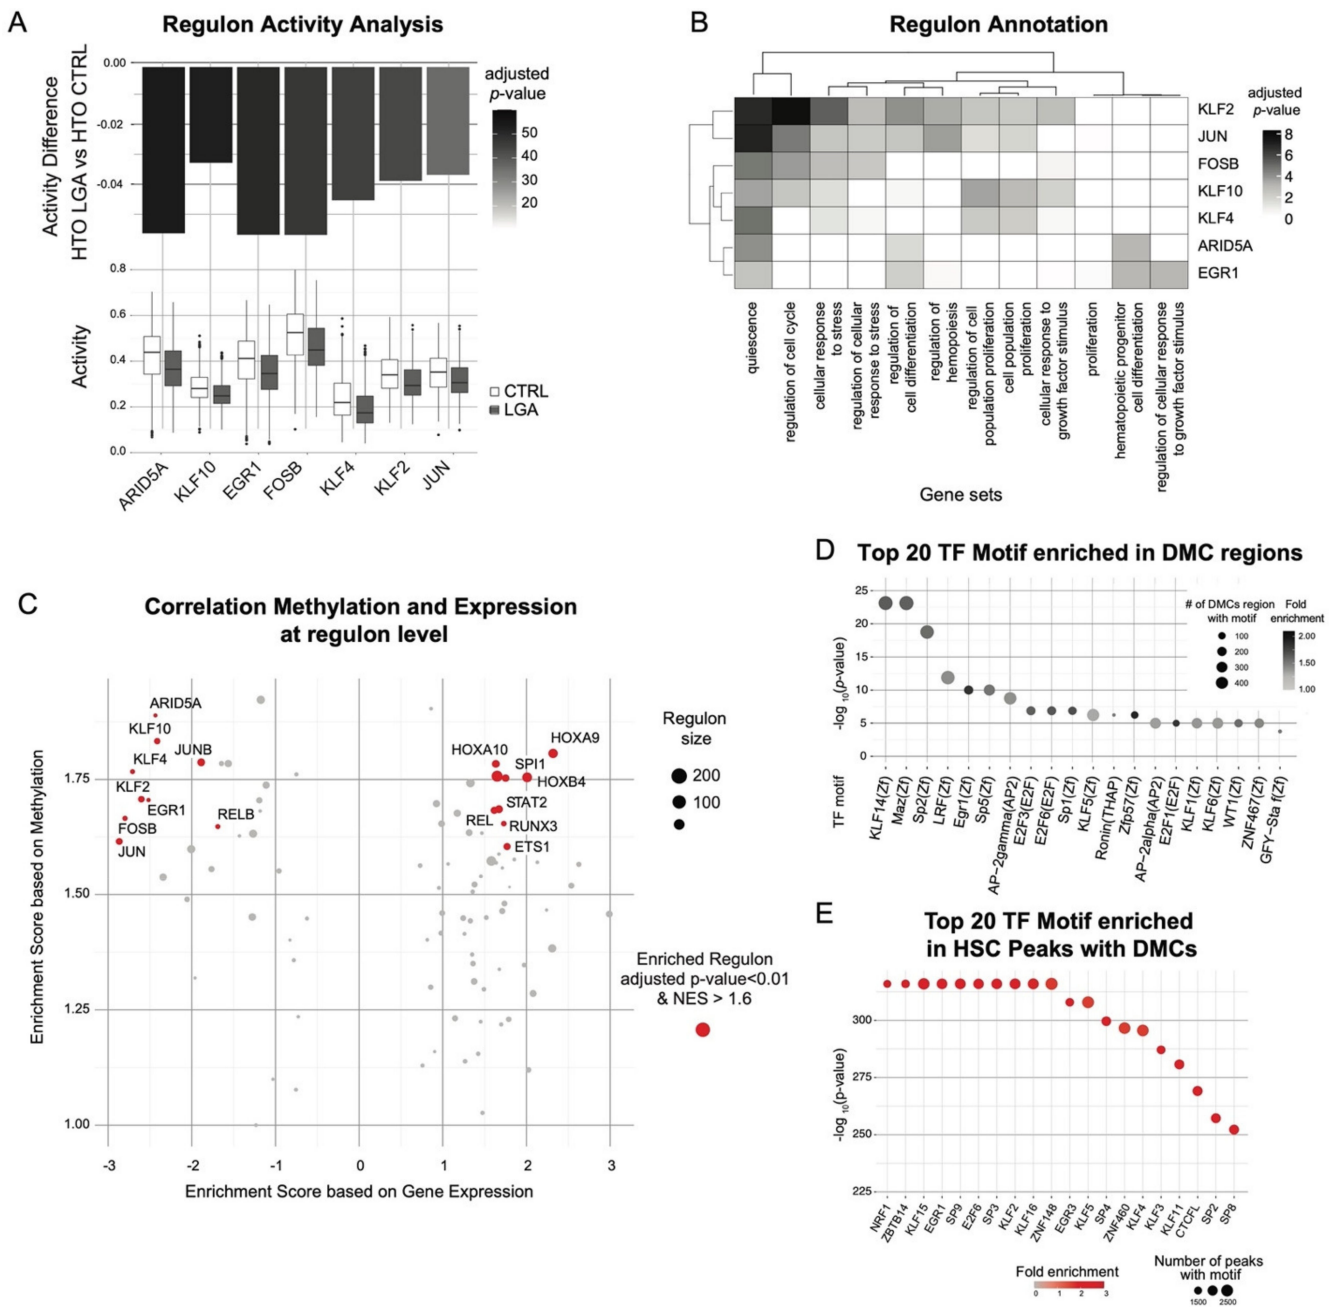 A
Regulon Activity Analysis
Activity Difference
HTO LGA vs HTO CTRL
0.00
-0.02
-0.04
adjusted
p-value
50
40
30
20
Activity
0.8
0.6
0.4
0.2
0.0
CTRL
LGA
ARID5A
KLF10
EGR1
FOSB
KLF4
KLF2
JUN
B
Regulon Annotation
adjusted
p-value
8
6
4
2
0
KLF2
JUN
FOSB
KLF10
KLF4
ARID5A
EGR1
quiescence
regulation of cell cycle
cellular response
to stress
regulation of cellular
response to stress
regulation of
cell differentiation
regulation of
hemopoiesis
regulation of cell
population proliferation
cell population
proliferation
cellular response to
growth factor stimulus
proliferation
hematopoietic progenitor
cell differentiation
regulation of cellular response
to growth factor stimulus
Gene sets
C
Correlation Methylation and Expression
at regulon level
Enrichment Score based on Methylation
1.75
1.50
1.25
1.00
ARID5A
KLF10
JUNB
KLF4
KLF2
EGR1
RELB
FOSB
JUN
HOXA9
HOXA10
SPI1
HOXB4
STAT2
REL
RUNX3
ETS1
-3
-2
-1
0
1
2
3
Enrichment Score based on Gene Expression
Regulon
size
200
100
Enriched Regulon
adjusted p-value<0.01
& NES > 1.6
D
Top 20 TF Motif enriched in DMC regions
-log 10(p-value)
25
20
15
10
5
0
# of DMCs region
with motif
100
200
300
400
Fold
enrichment
2.00
1.50
1.00
TF motif
KLF14(Zf)
Maz(Zf)
Sp2(Zf)
LRF(Zf)
Egr1(Zf)
Sp5(Zf)
AP-2gamma(AP2)
E2F3(E2F)
E2F6(E2F)
Sp1(Zf)
KLF5(Zf)
Ronin(THAP)
Zfp57(Zf)
AP-2alpha(AP2)
E2F1(E2F)
KLF1(Zf)
KLF6(Zf)
WT1(Zf)
ZNF467(Zf)
GFY-Sta f(Zf)
E
Top 20 TF Motif enriched
in HSC Peaks with DMCs
-log 10(p-value)
300
275
250
225
NRF1
ZBTB14
KLF15
EGR1
SP9
E2F6
SP3
KLF2
KLF16
ZNF148
EGR3
KLF5
SP4
ZNF460
KLF4
KLF3
KLF11
CTCFL
SP2
SP8
Fold enrichment
0 1 2 3
Number of peaks
with motif
1500 2500